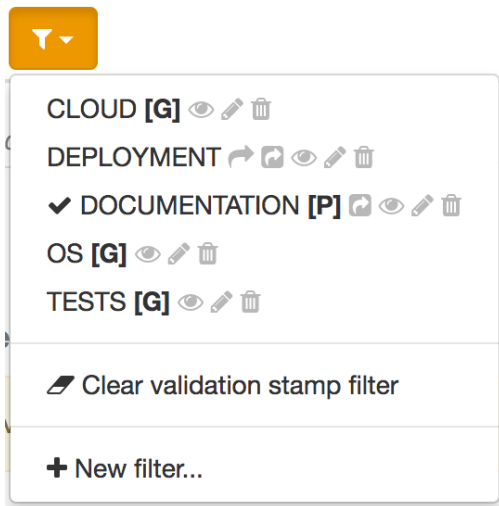 CLOUD [G]
DEPLOYMENT
DOCUMENTATION [P]
OS [G]
TESTS [G]
Clear validation stamp filter
New filter...